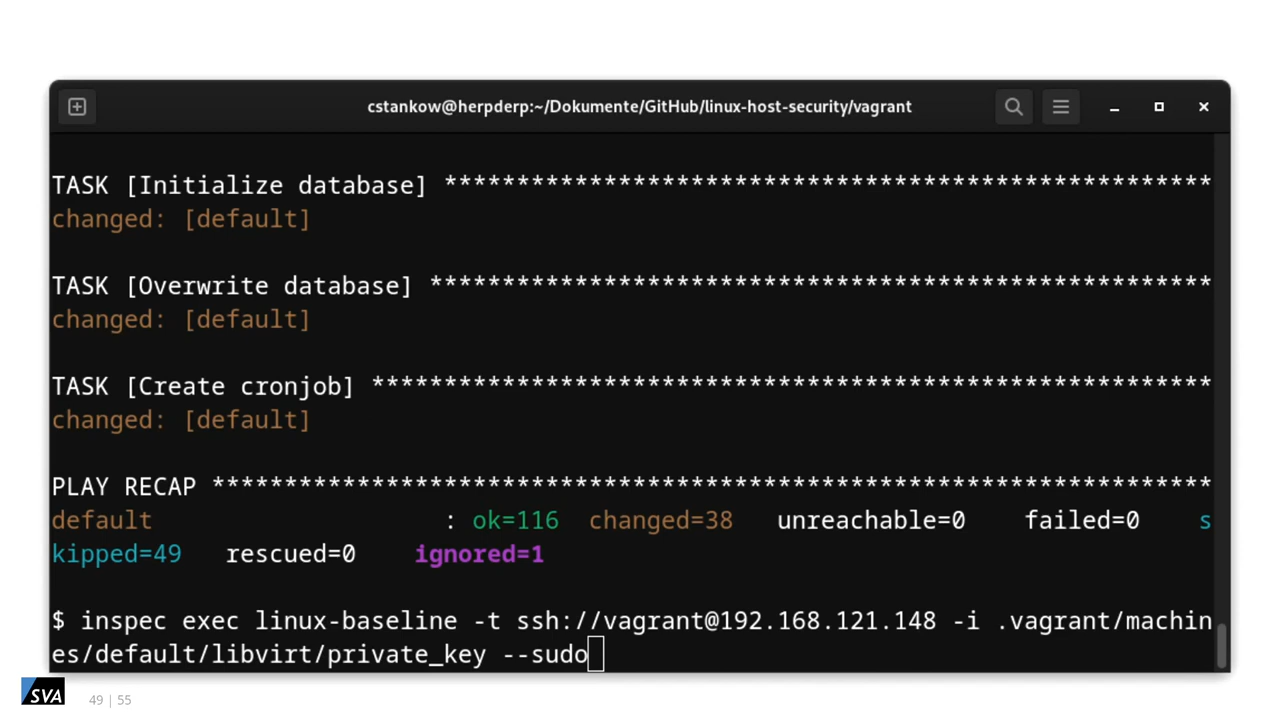 cstankow@herpderp:~/Dokumente/GitHub/linux-host-security/vagrant
TASK [Initialize database] *****************************************************
changed: [default]
TASK [Overwrite database] ******************************************************
changed: [default]
TASK [Create cronjob] **********************************************************
changed: [default]
PLAY RECAP *********************************************************************
default : ok=116 changed=38 unreachable=0 failed=0 s
kipped=49 rescued=0 ignored=1
$ inspec exec linux-baseline -t ssh://vagrant@192.168.121.148 -i .vagrant/machin
es/default/libvirt/private_key --sudo
SVA
49 | 55